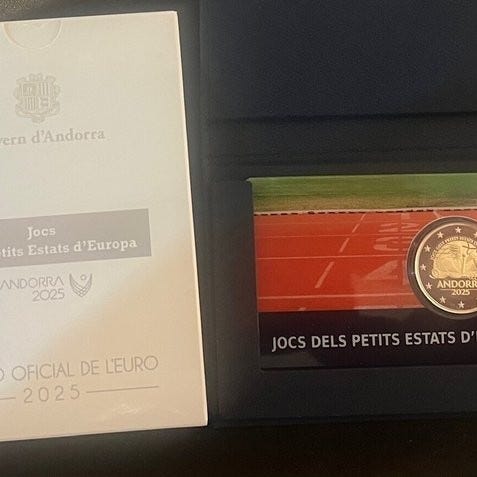 vern d'Andorra
Jocs
Petits Estats d'Europa
ANDORRA
2025
OFICIAL DE L'EURO
2025
JOCS DELS PETITS ESTATS D'E
ANDORRA
2025